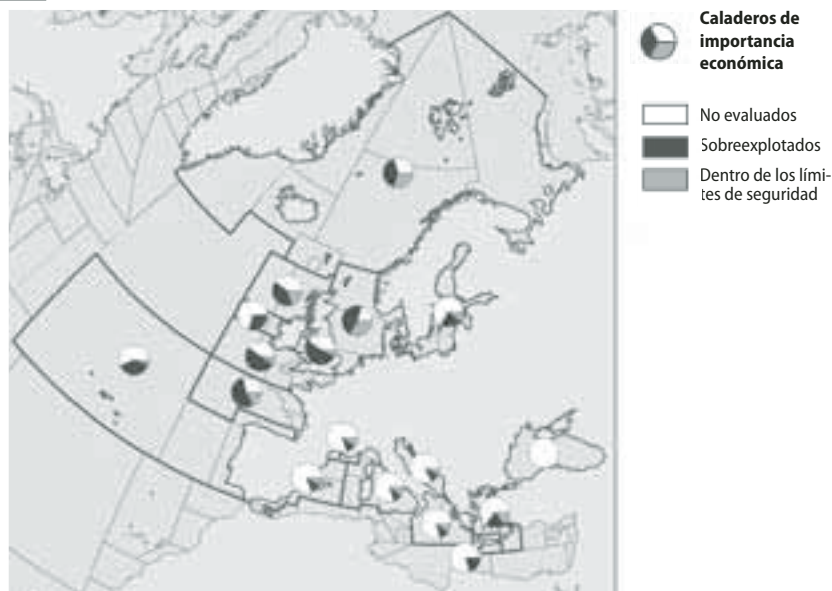 Caladeros de
importancia
económica
No evaluados
Sobreexplotados
Dentro de los lími-
tes de seguridad